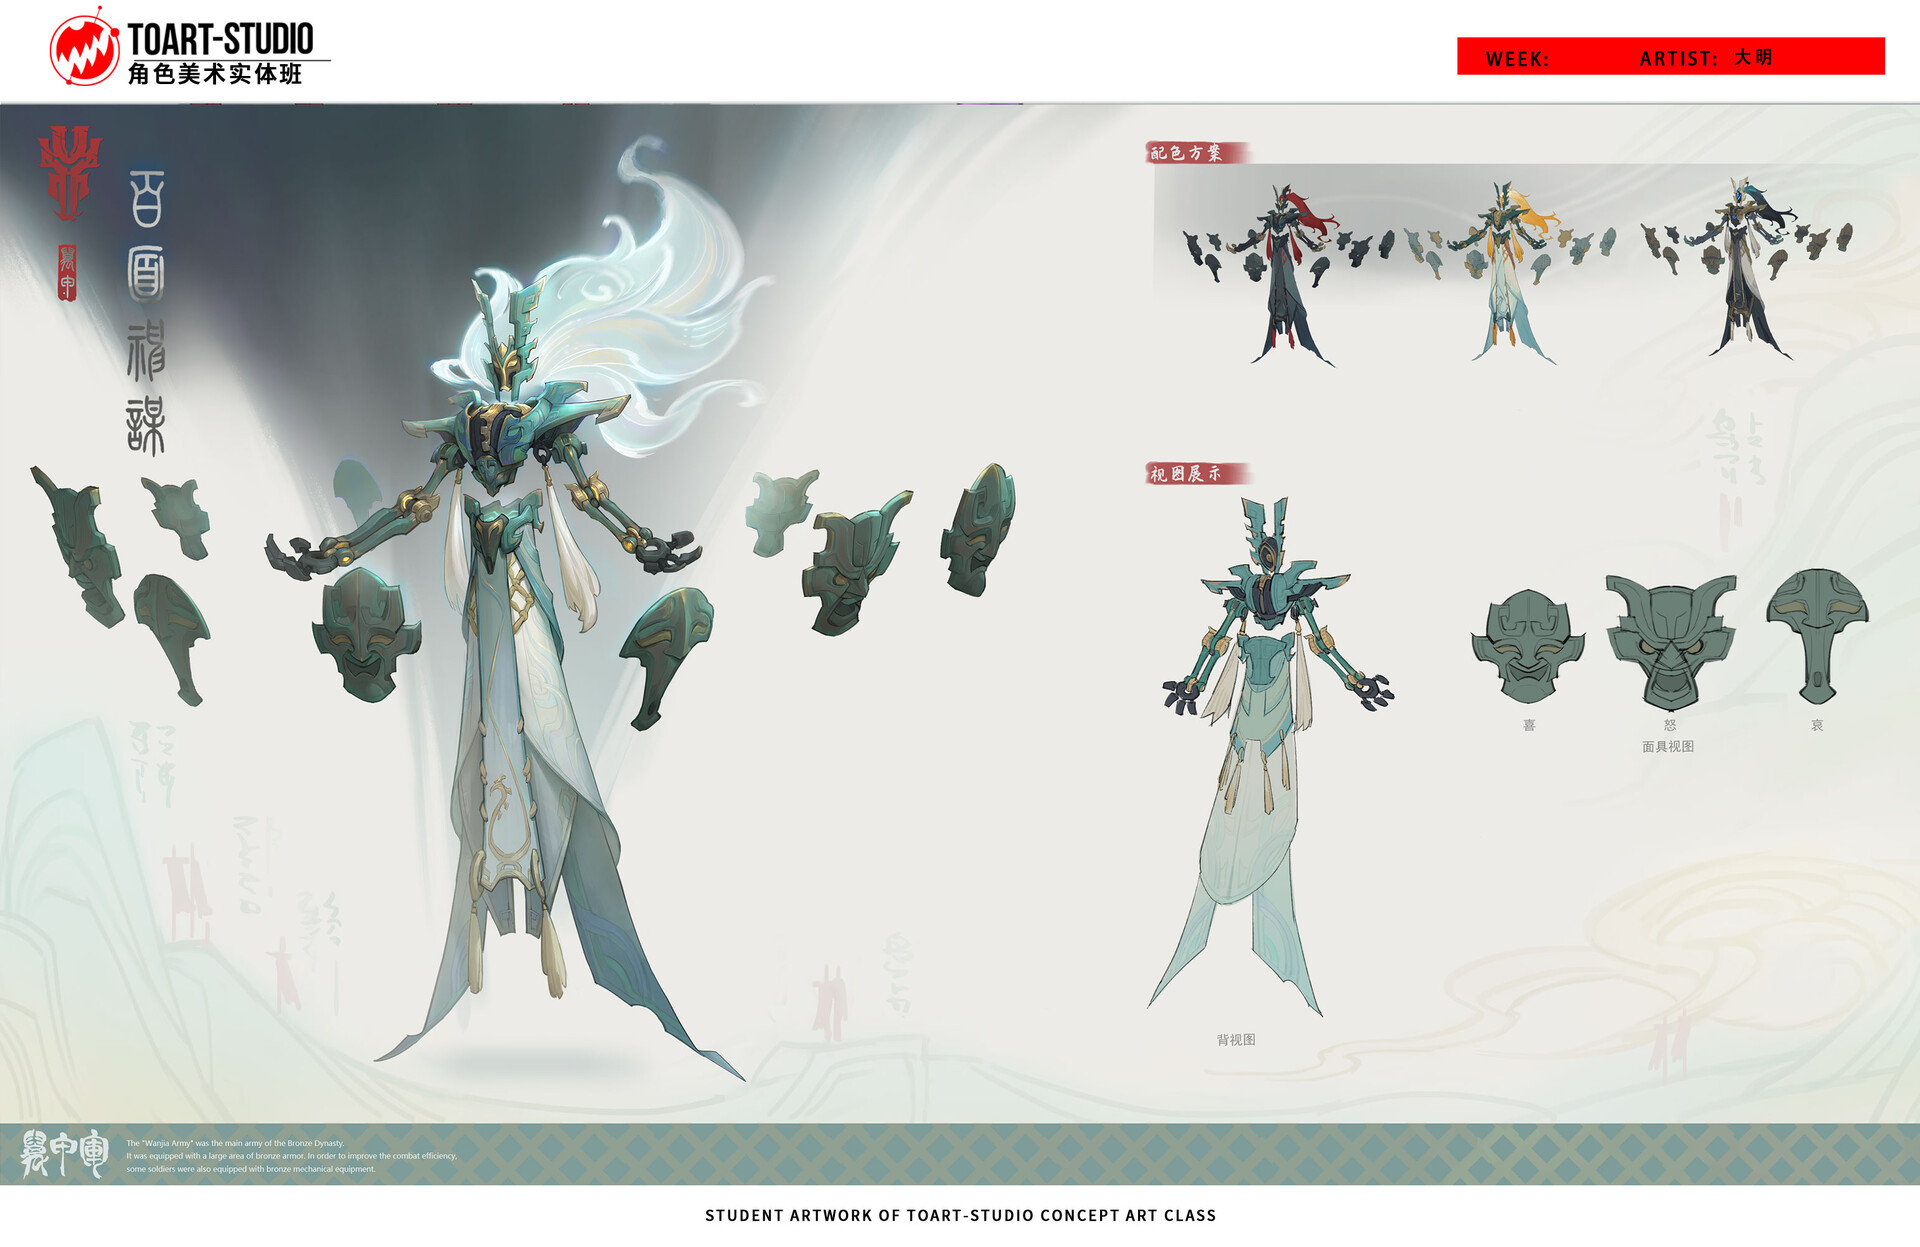 TOART-STUDIO
角色美术实体班
WEEK:
ARTIST: 大明
百面禓謀
配色方案
视图展示
喜
怒
哀
面具视图
背视图
The "Wanjia Army" was the main army of the Bronze Dynasty.
It was equipped with a large area of bronze armor. In order to improve the combat efficiency,
some soldiers were also equipped with bronze mechanical equipment.
STUDENT ARTWORK OF TOART-STUDIO CONCEPT ART CLASS